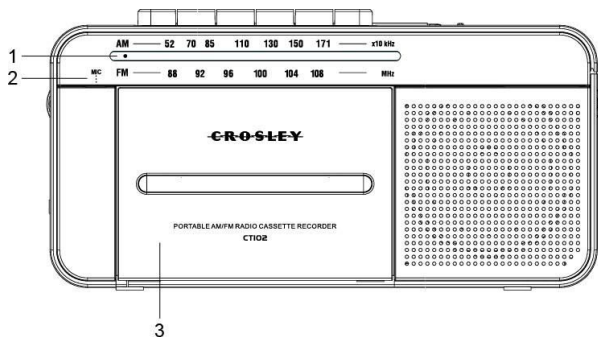 AM 52 70 85 110 130 150 171 x10 kHz
1
MIC
2
FM 88 92 96 100 104 108 MHz
CROSLEY
PORTABLE AM/FM RADIO CASSETTE RECORDER
CT102
3